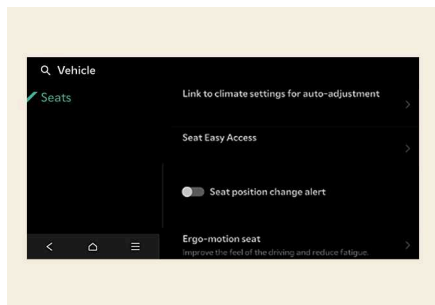 Vehicle
Seats
Link to climate settings for auto-adjustment
Seat Easy Access
Seat position change alert
Ergo-motion seat
Improve the feel of the driving and reduce fatigue.